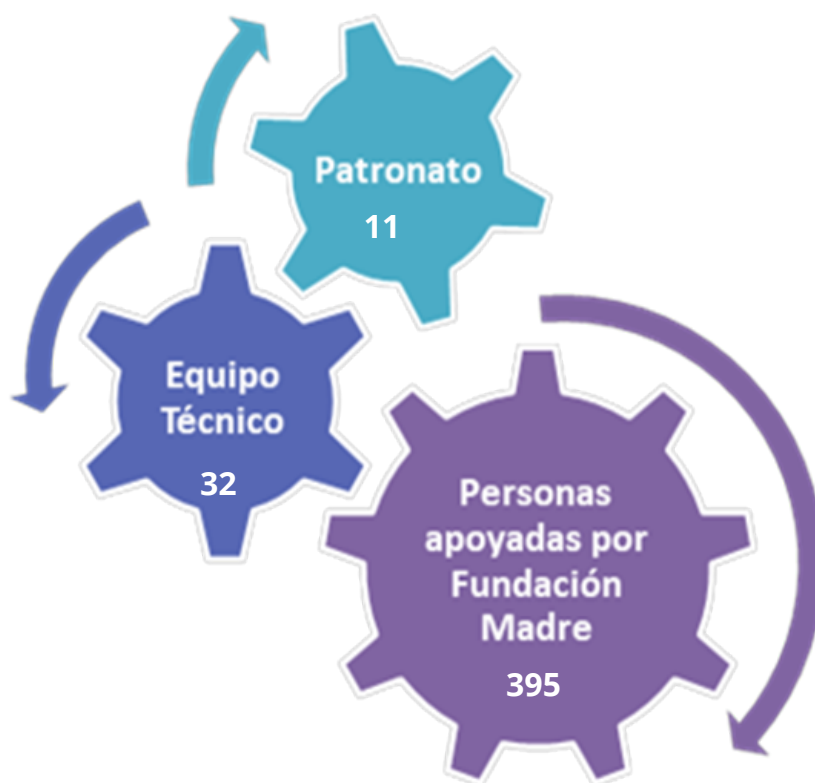 Patronato
11
Equipo
Técnico
32
Personas
apoyadas por
Fundación
Madre
395